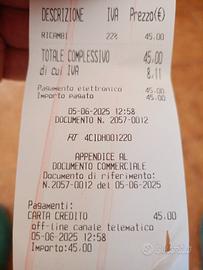 DESCRIZIONE IVA Prezzo(€)
RICAMBI 22% 45.00
TOTALE COMPLESSIVO 45.00
di cui IVA 8.11
Pagamento elettronico 45.00
Importo pagato 45.00
05-06-2025 12:58
DOCUMENTO N. 2057-0012
RT 4CIDH001220
APPENDICE AL
DOCUMENTO COMMERCIALE
Documento di riferimento:
N.2057-0012 del 05-06-2025
Pagamenti:
CARTA CREDITO 45.00
off-line canale telematico
05-06-2025 12:58
Importo:45.00